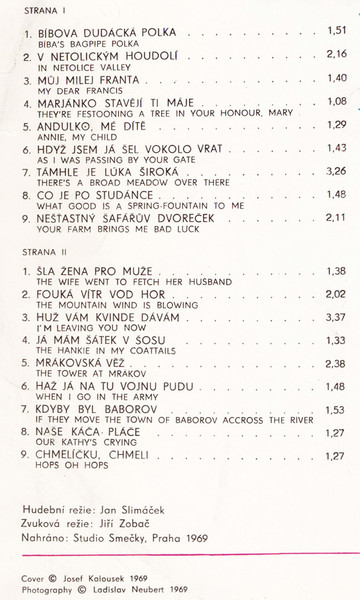 STRANA I
1. BÍBOVA DUDÁCKÁ POLKA . . . . . . . . . 1,51
BÍBA'S BAGPIPE POLKA
2. V NETOLICKÝM HOUDOLÍ . . . . . . . . . 2,16
IN NETOLICE VALLEY
3. MŮJ MILEJ FRANTA . . . . . . . . . 1,40
MY DEAR FRANCIS
4. MARJÁNKO STAVĚJÍ TI MÁJE . . . . . . . . 1,08
THEY'RE FESTOONING A TREE IN YOUR HONOUR, MARY
5. ANDULKO, MÉ DÍTĚ . . . . . . . . . 1,29
ANNIE, MY CHILD
6. HDYŽ JSEM JÁ ŠEL VOKOLO VRAT . . . . . . . 1,43
AS I WAS PASSING BY YOUR GATE
7. TÁMHLE JE LŮKA ŠIROKÁ . . . . . . . . . 3,26
THERE'S A BROAD MEADOW OVER THERE
8. CO JE PO STUDÁNCE . . . . . . . . . 1,48
WHAT GOOD IS A SPRING-FOUNTAIN TO ME
9. NEŠTASTNÝ ŠAFÁŘŮV DVOREČEK . . . . . . . 2,11
YOUR FARM BRINGS ME BAD LUCK
STRANA II
1. ŠLA ŽENA PRO MUŽE . . . . . . . . . 1,38
THE WIFE WENT TO FETCH HER HUSBAND
2. FOUKÁ VÍTR VOD HOR . . . . . . . . . 2,02
THE MOUNTAIN WIND IS BLOWING
3. HUŽ VÁM KVINDE DÁVÁM . . . . . . . . . 3,37
I'M LEAVING YOU NOW
4. JÁ MÁM ŠÁTEK V ŠOSU . . . . . . . . . 1,33
THE HANKIE IN MY COATTAILS
5. MRÁKOVSKÁ VĚŽ . . . . . . . . . 2,38
THE TOWER AT MRÁKOV
6. HAŽ JÁ NA TU VOJNU PUDU . . . . . . . . 1,48
WHEN I GO IN THE ARMY
7. KDYBY BYL BABOROV . . . . . . . . . 1,53
IF THEY MOVE THE TOWN OF BABOROV ACCROSS THE RIVER
8. NAŠE KÁČA PLÁČE . . . . . . . . . 1,27
OUR KATHY'S CRYING
9. CHMELÍČKU, CHMELI . . . . . . . . . 1,27
HOPS OH HOPS
Hudební režie: Jan Slimáček
Zvuková režie: Jiří Zobač
Nahráno: Studio Smečky, Praha 1969
Cover © Josef Kalousek 1969
Photography © Ladislav Neubert 1969